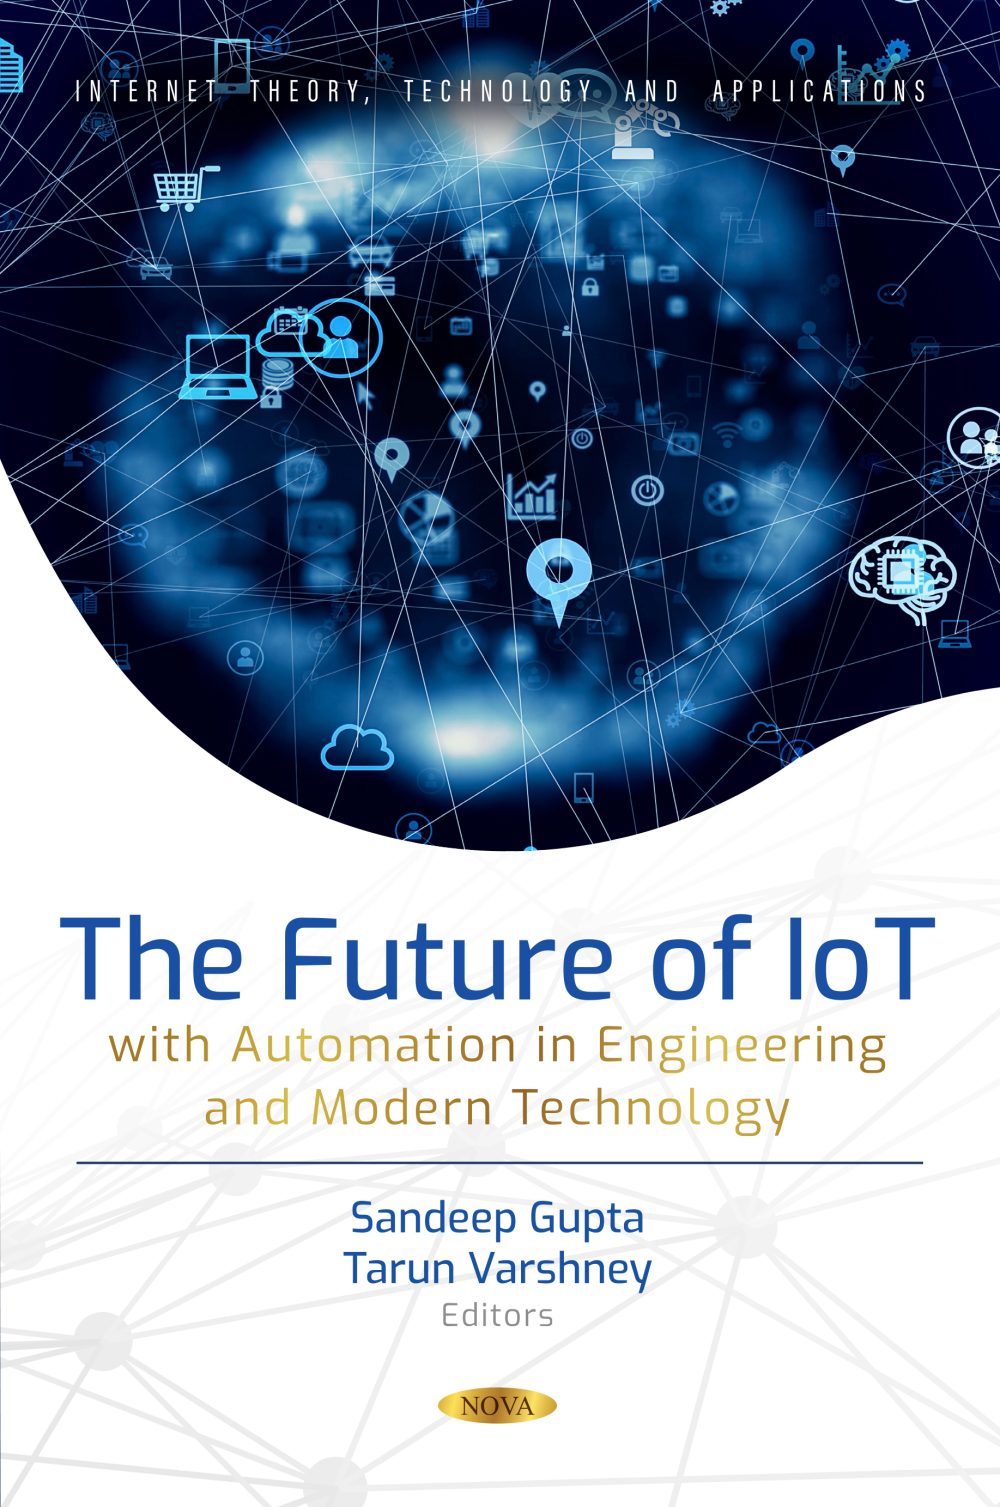 INTERNET THEORY, TECHNOLOGY AND APPLICATIONS
The Future of IoT
with Automation in Engineering
and Modern Technology
Sandeep Gupta
Tarun Varshney
Editors
NOVA